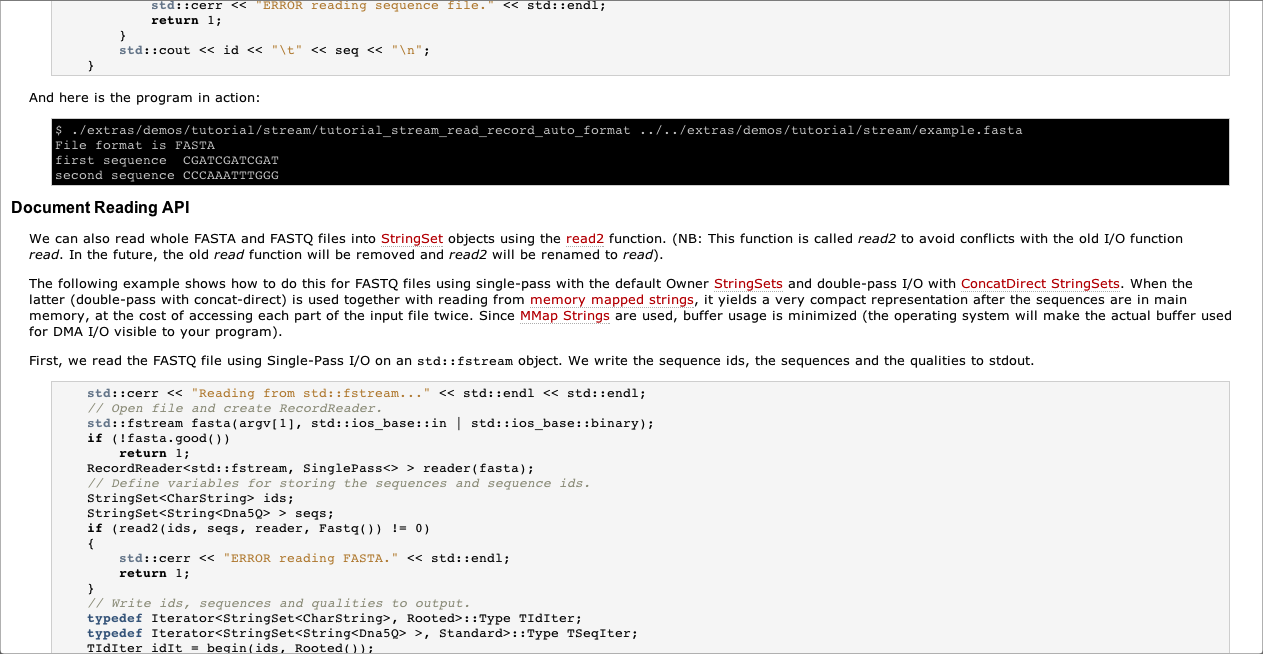 std::cerr << "ERROR reading sequence file." << std::endl;
return 1;
}
std::cout << id << "\t" << seq << "\n";
}
And here is the program in action:
$ ./extras/demos/tutorial/stream/tutorial_stream_read_record_auto_format ../../extras/demos/tutorial/stream/example.fasta
File format is FASTA
first sequence  CGATCGATCGAT
second sequence CCCAAATTTGGG
Document Reading API
We can also read whole FASTA and FASTQ files into StringSet objects using the read2 function. (NB: This function is called read2 to avoid conflicts with the old I/O function
read. In the future, the old read function will be removed and read2 will be renamed to read).
The following example shows how to do this for FASTQ files using single-pass with the default Owner StringSets and double-pass I/O with ConcatDirect StringSets. When the
latter (double-pass with concat-direct) is used together with reading from memory mapped strings, it yields a very compact representation after the sequences are in main
memory, at the cost of accessing each part of the input file twice. Since MMap Strings are used, buffer usage is minimized (the operating system will make the actual buffer used
for DMA I/O visible to your program).
First, we read the FASTQ file using Single-Pass I/O on an std::fstream object. We write the sequence ids, the sequences and the qualities to stdout.
std::cerr << "Reading from std::fstream..." << std::endl << std::endl;
// Open file and create RecordReader.
std::fstream fasta(argv[1], std::ios_base::in | std::ios_base::binary);
if (!fasta.good())
return 1;
RecordReader<std::fstream, SinglePass<> > reader(fasta);
// Define variables for storing the sequences and sequence ids.
StringSet<CharString> ids;
StringSet<String<Dna5Q> > seqs;
if (read2(ids, seqs, reader, Fastq()) != 0)
{
std::cerr << "ERROR reading FASTA." << std::endl;
return 1;
}
// Write ids, sequences and qualities to output.
typedef Iterator<StringSet<CharString>, Rooted>::Type TIdIter;
typedef Iterator<StringSet<String<Dna5Q> >, Standard>::Type TSeqIter;
TIdIter idIt = begin(ids, Rooted());